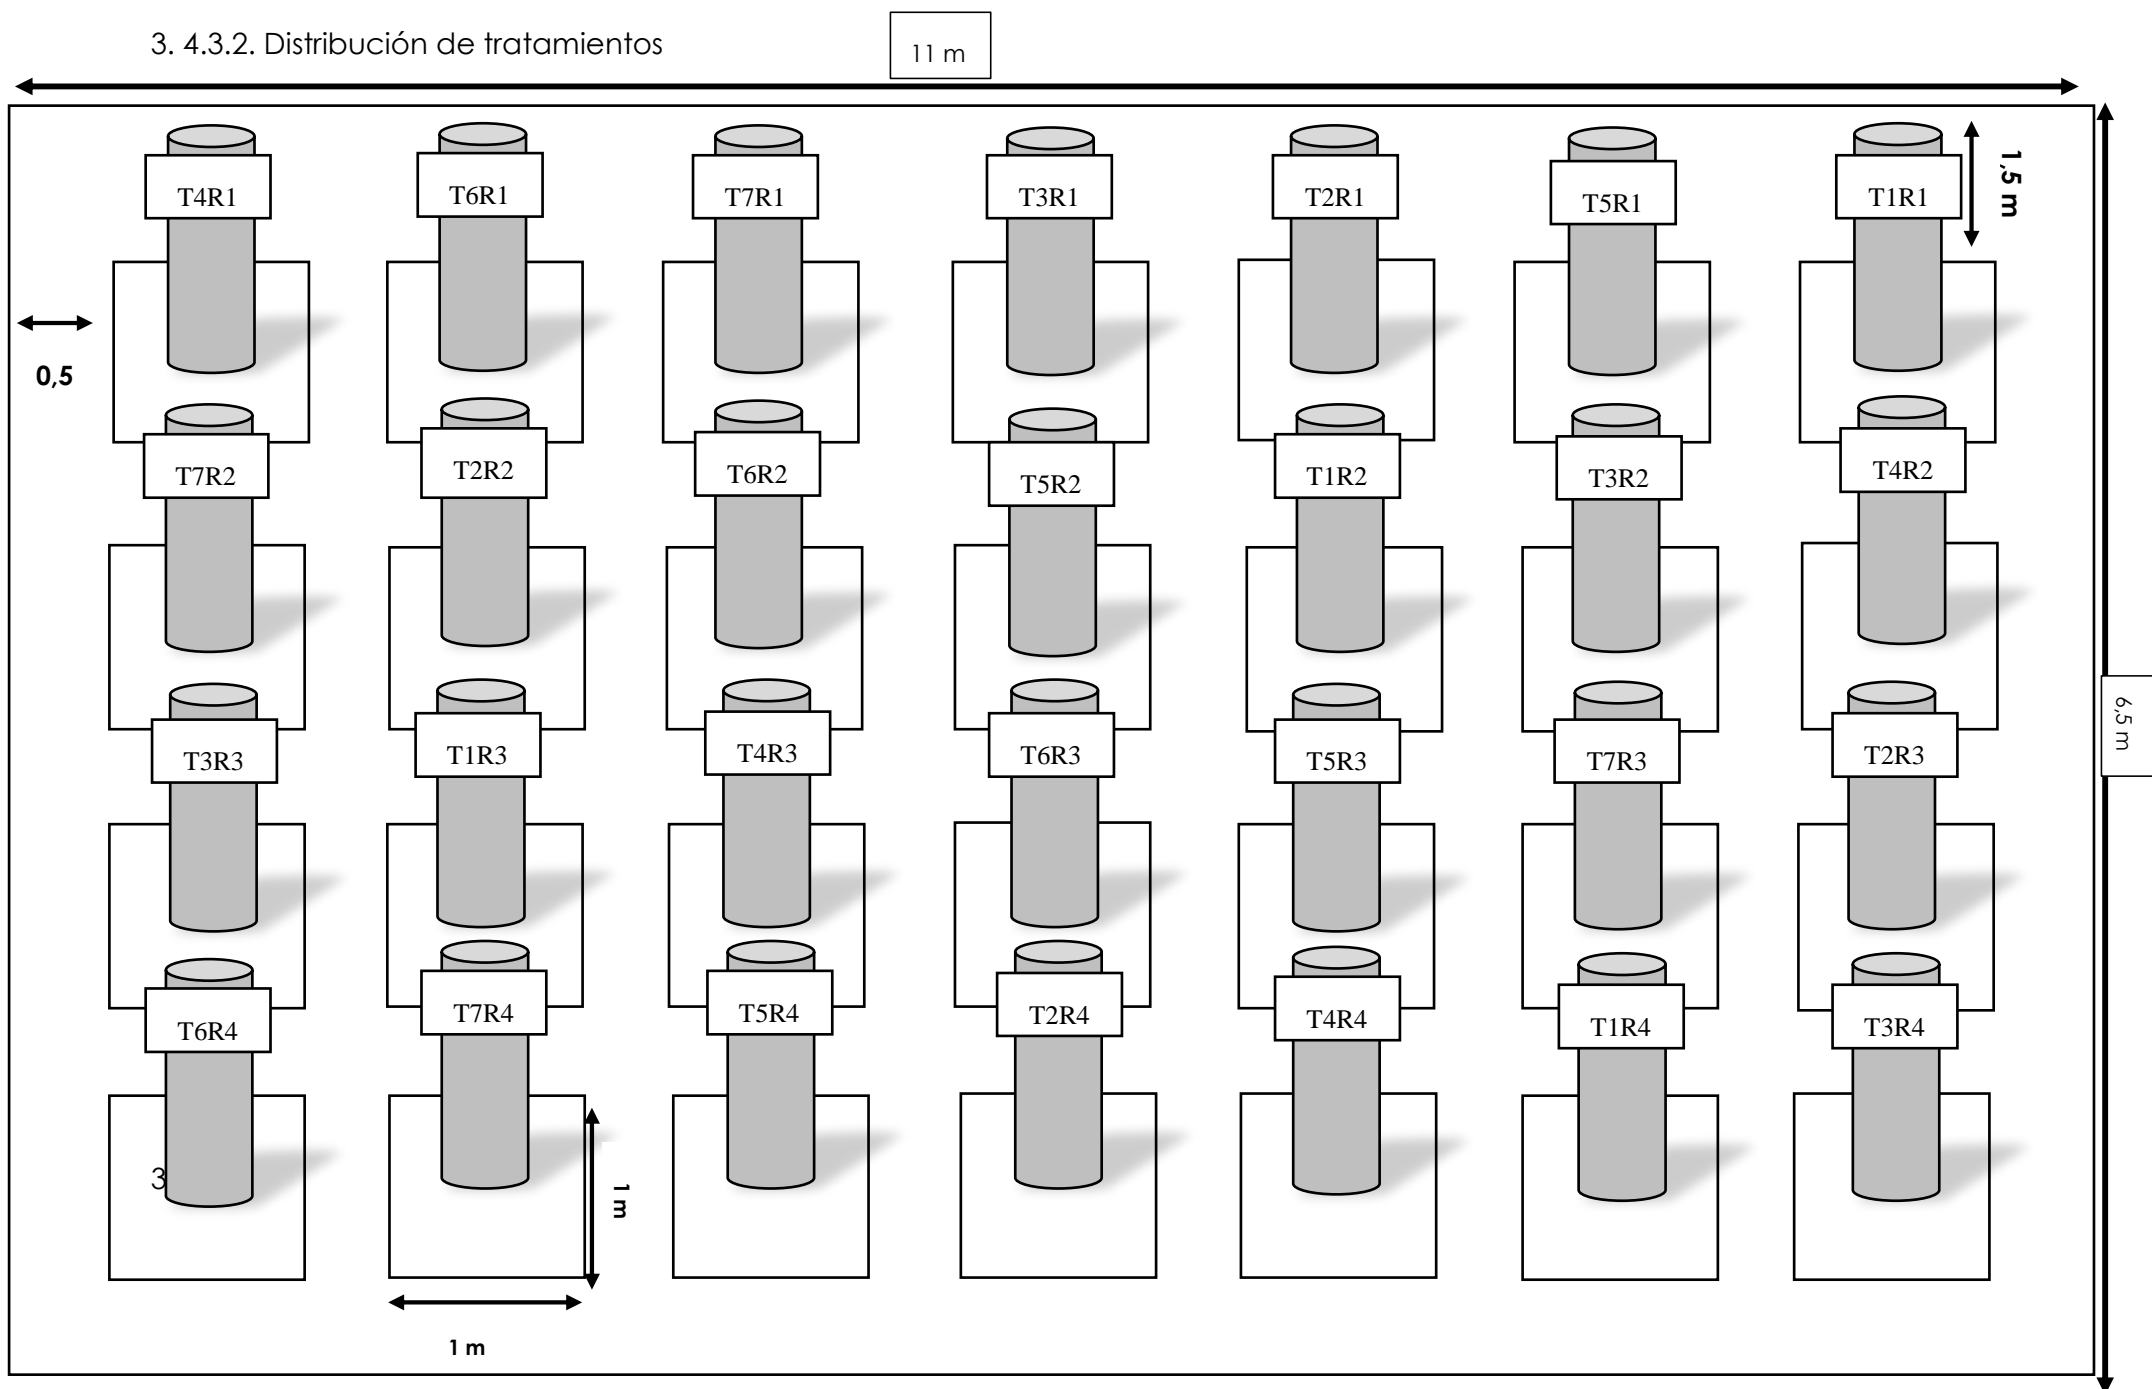 3. 4.3.2. Distribución de tratamientos
11 m
T4R1 T6R1 T7R1 T3R1 T2R1 T5R1 T1R1
1,5 m
0,5
T7R2 T2R2 T6R2 T5R2 T1R2 T3R2 T4R2
6,5 m
T3R3 T1R3 T4R3 T6R3 T5R3 T7R3 T2R3
T6R4 T7R4 T5R4 T2R4 T4R4 T1R4 T3R4
3
1 m
1 m